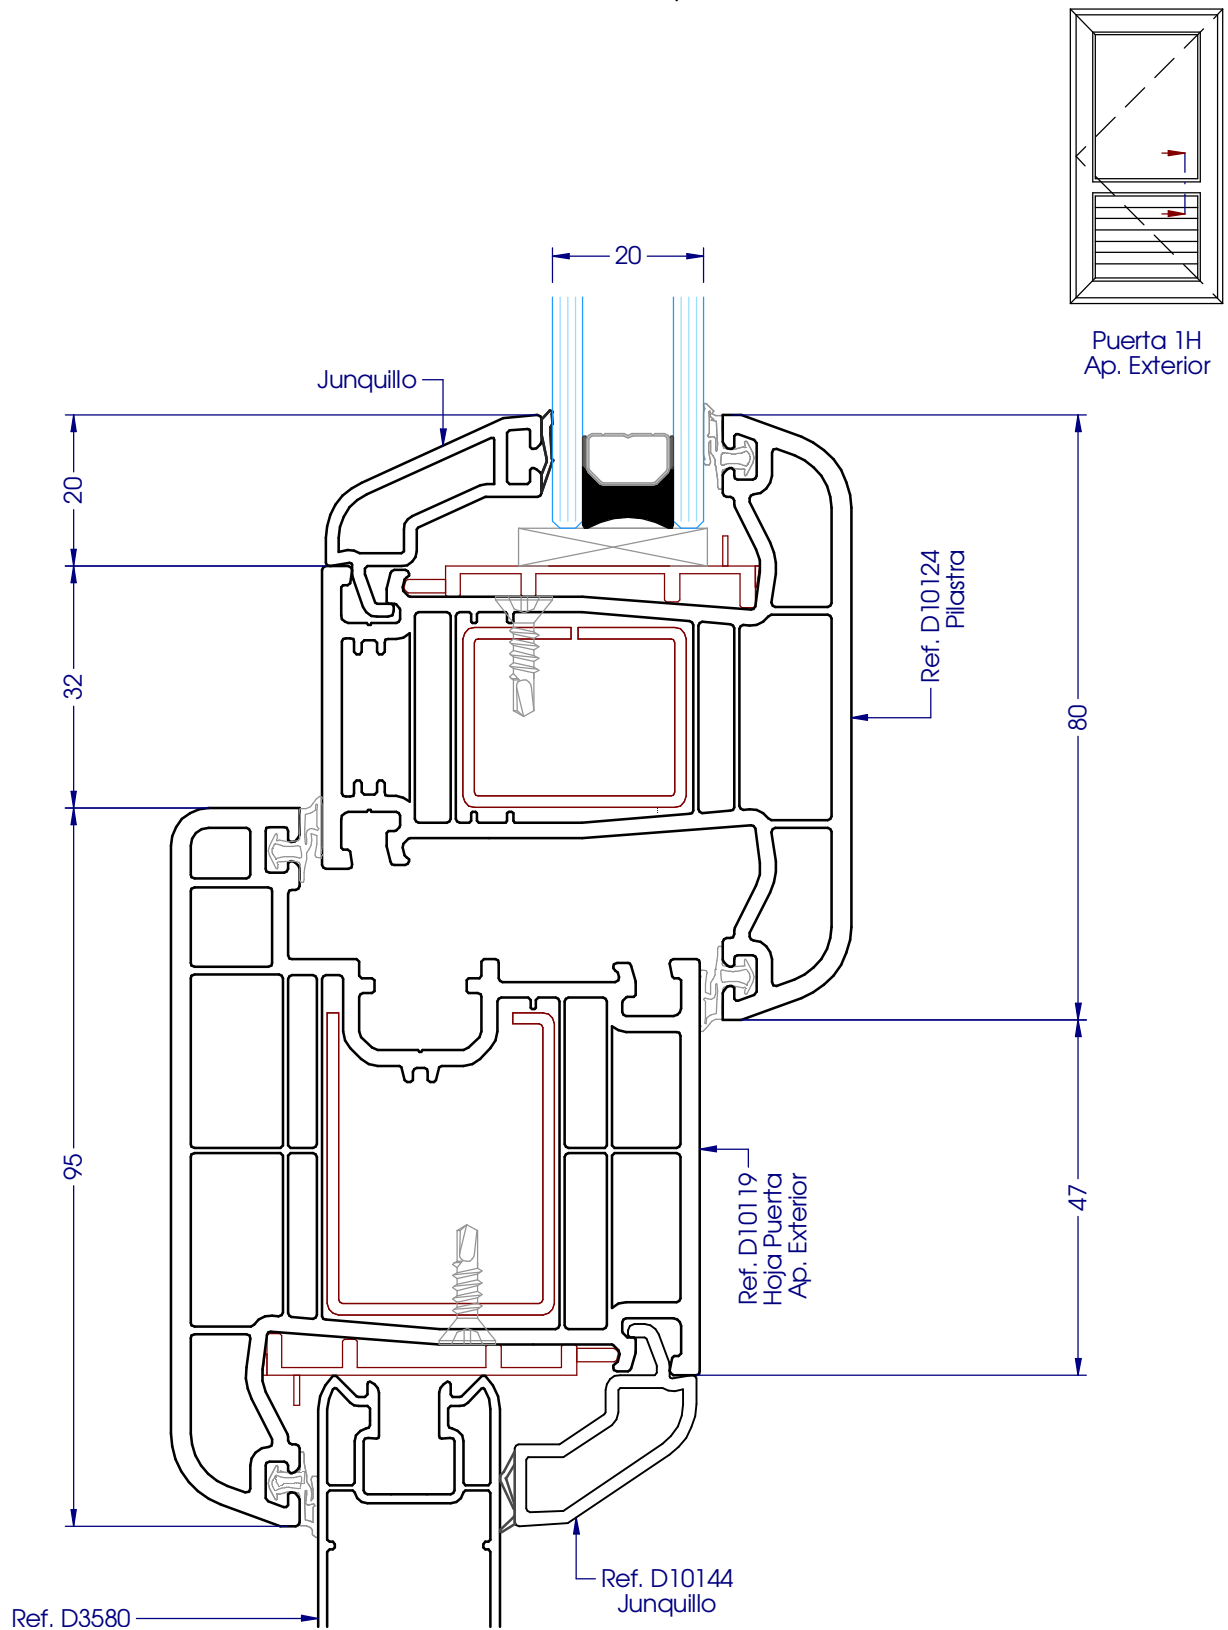 Puerta 1H
Ap. Exterior
20
Junquillo
20
32
95
Ref. D10124
Pilastra
80
47
Ref. D10119
Hoja Puerta
Ap. Exterior
Ref. D10144
Junquillo
Ref. D3580